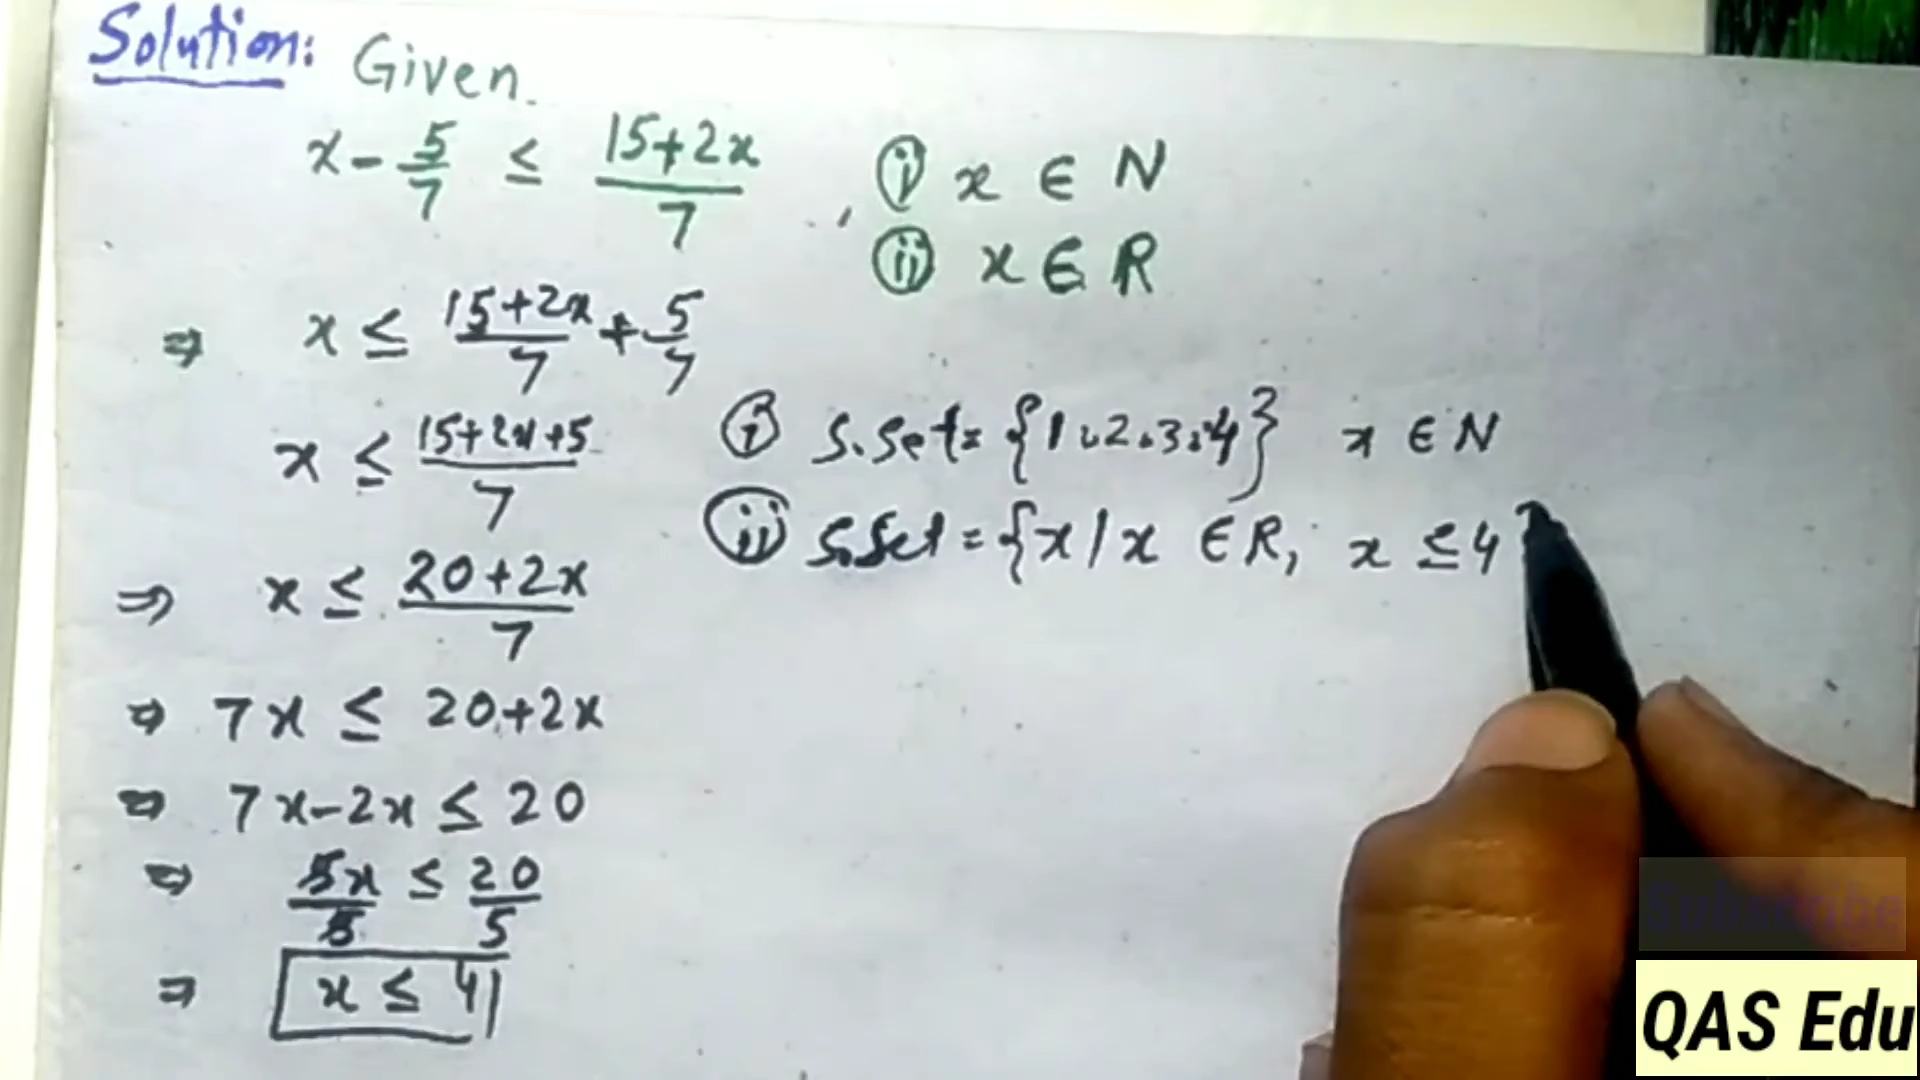 Solution: Given.
x - 5/7 ≤ (15+2x)/7 , (i) x ∈ N
(ii) x ∈ R
⇒ x ≤ (15+2x)/7 + 5/7
x ≤ (15+2x+5)/7
(i) S.Set = {1,2,3,4} x ∈ N
(ii) S.Set = {x / x ∈ R, x ≤ 4
⇒ x ≤ (20+2x)/7
⇒ 7x ≤ 20+2x
⇒ 7x-2x ≤ 20
⇒ 5x/5 ≤ 20/5
⇒ x ≤ 4
Subscribe
QAS Edu